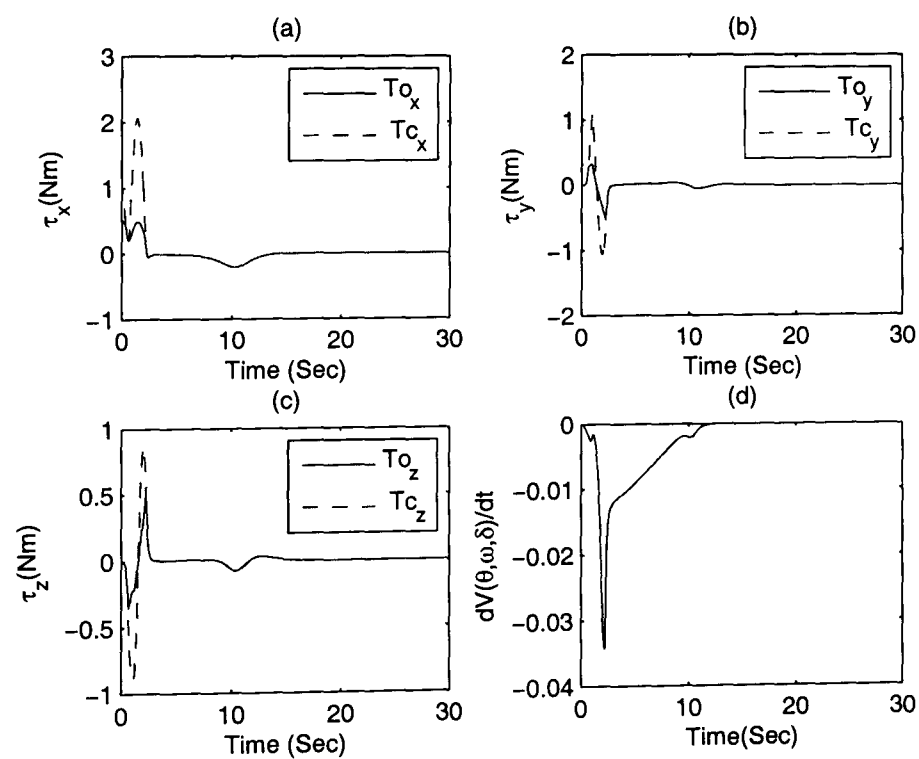 (a)
3
2
1
0
−1
τx(Nm)
Tox
Tcx
0
10
20
30
Time (Sec)
(b)
2
1
0
−1
−2
τy(Nm)
Toy
Tcy
0
10
20
30
Time (Sec)
(c)
1
0.5
0
−0.5
−1
τz(Nm)
Toz
Tcz
0
10
20
30
Time (Sec)
(d)
0
−0.01
−0.02
−0.03
−0.04
dV(θ,ω,δ)/dt
0
10
20
30
Time(Sec)